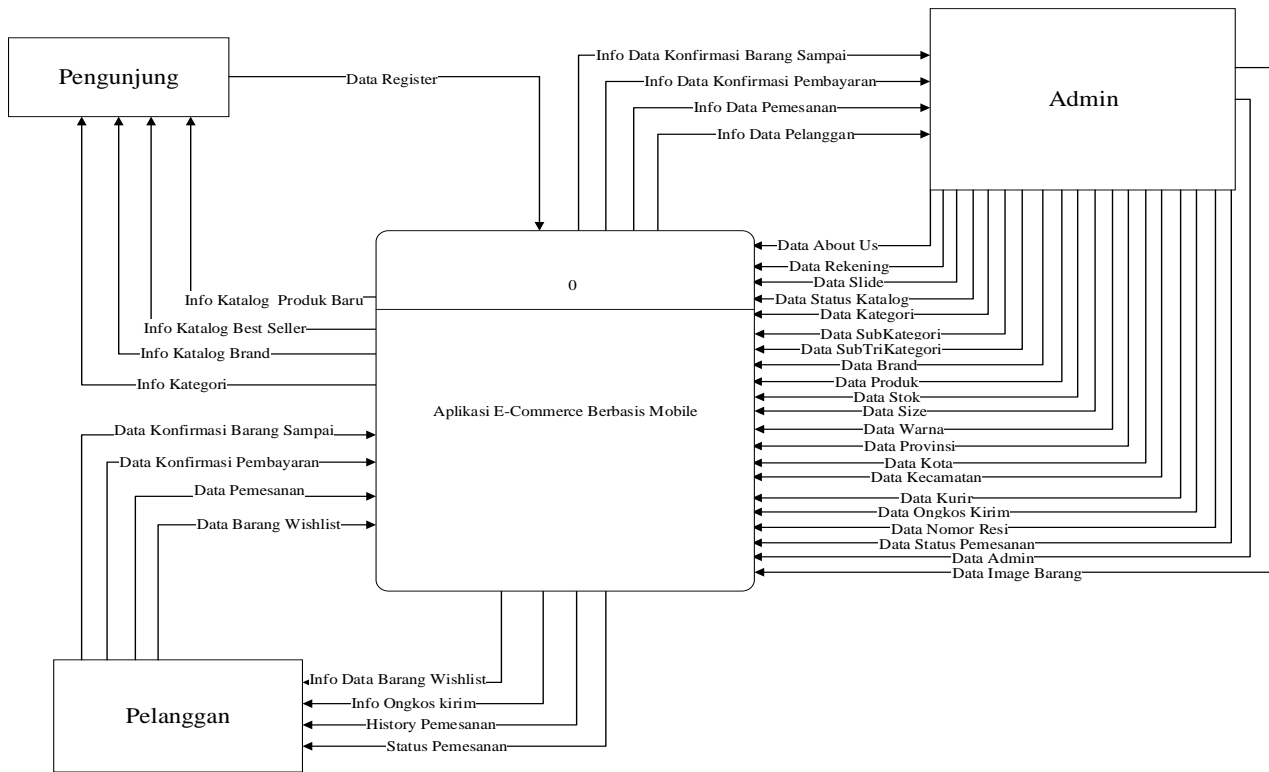 Pengunjung
Data Register
Info Data Konfirmasi Barang Sampai
Info Data Konfirmasi Pembayaran
Info Data Pemesanan
Info Data Pelanggan
Admin
Info Katalog Produk Baru
Info Katalog Best Seller
Info Katalog Brand
Info Kategori
0
Aplikasi E-Commerce Berbasis Mobile
Data About Us
Data Rekening
Data Slide
Data Status Katalog
Data Kategori
Data SubKategori
Data SubTriKategori
Data Brand
Data Produk
Data Stok
Data Size
Data Warna
Data Provinsi
Data Kota
Data Kecamatan
Data Kurir
Data Ongkos Kirim
Data Nomor Resi
Data Status Pemesanan
Data Admin
Data Image Barang
Data Konfirmasi Barang Sampai
Data Konfirmasi Pembayaran
Data Pemesanan
Data Barang Wishlist
Pelanggan
Info Data Barang Wishlist
Info Ongkos kirim
History Pemesanan
Status Pemesanan